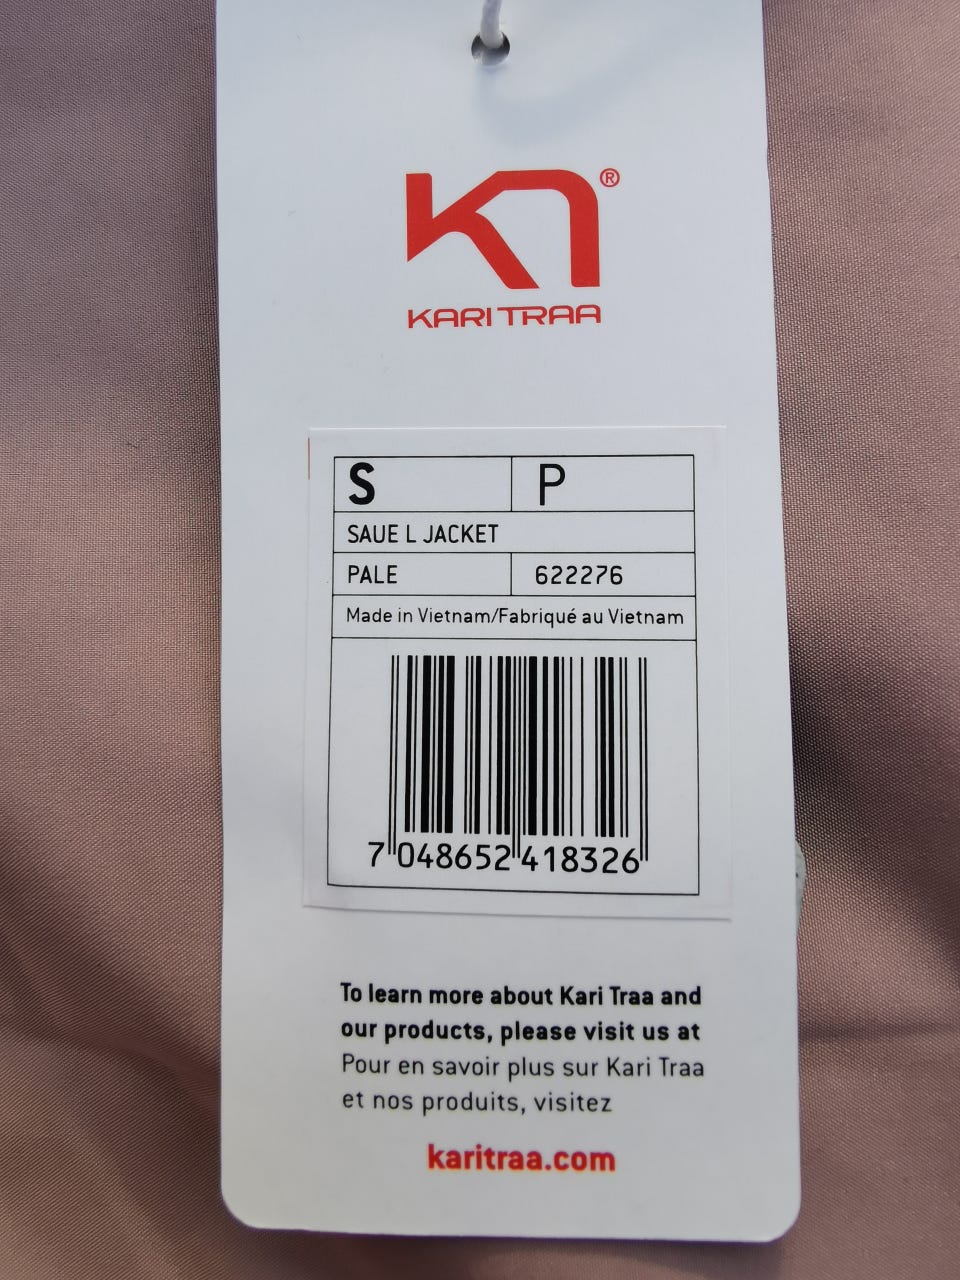 KT®
KARI TRAA
S P
SAUE L JACKET
PALE 622276
Made in Vietnam/Fabriqué au Vietnam
7 048652 418326
To learn more about Kari Traa and
our products, please visit us at
Pour en savoir plus sur Kari Traa
et nos produits, visitez
karitraa.com